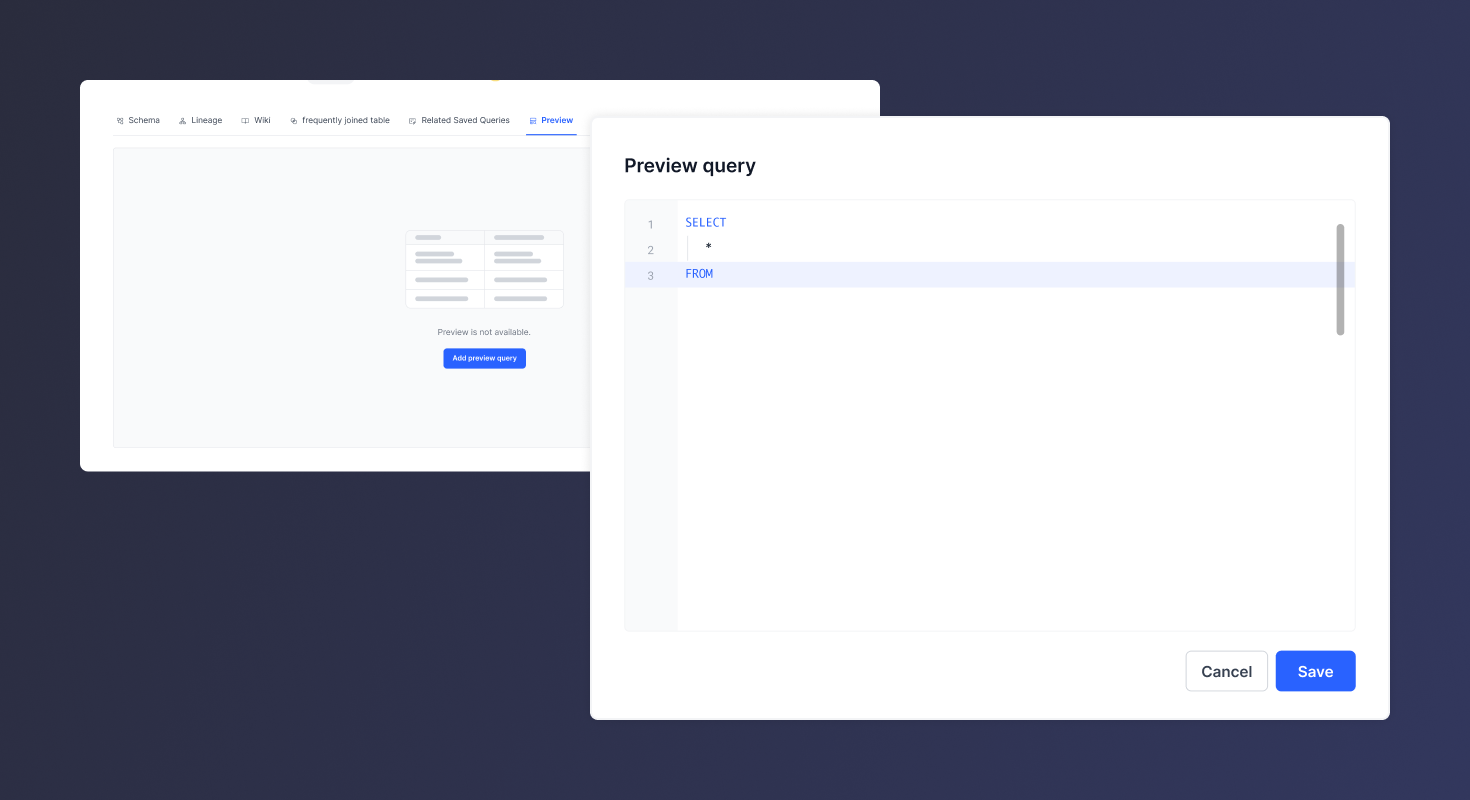 Schema Lineage Wiki frequently joined table Related Saved Queries Preview
Preview is not available.
Add preview query
Preview query
1 SELECT
2 *
3 FROM
Cancel Save